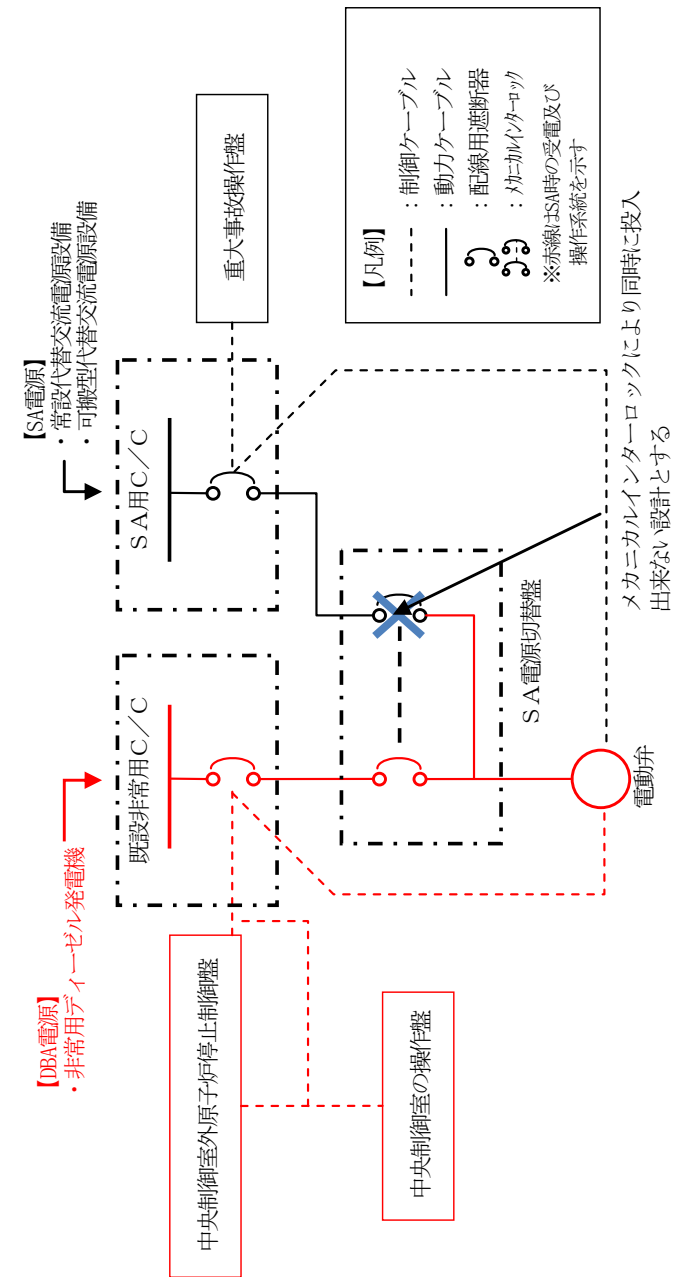 【DBA電源】
・非常用ディーゼル発電機
【SA電源】
・常設代替交流電源設備
・可搬型代替交流電源設備
既設非常用C／C
ＳＡ用C／C
重大事故操作盤
中央制御室外原子炉停止制御盤
中央制御室の操作盤
ＳＡ電源切替盤
電動弁
メカニカルインターロックにより同時に投入
出来ない設計とする
【凡例】
：制御ケーブル
：動力ケーブル
：配線用遮断器
：メカニカルインターロック
※赤線はSA時の受電及び
操作系統を示す